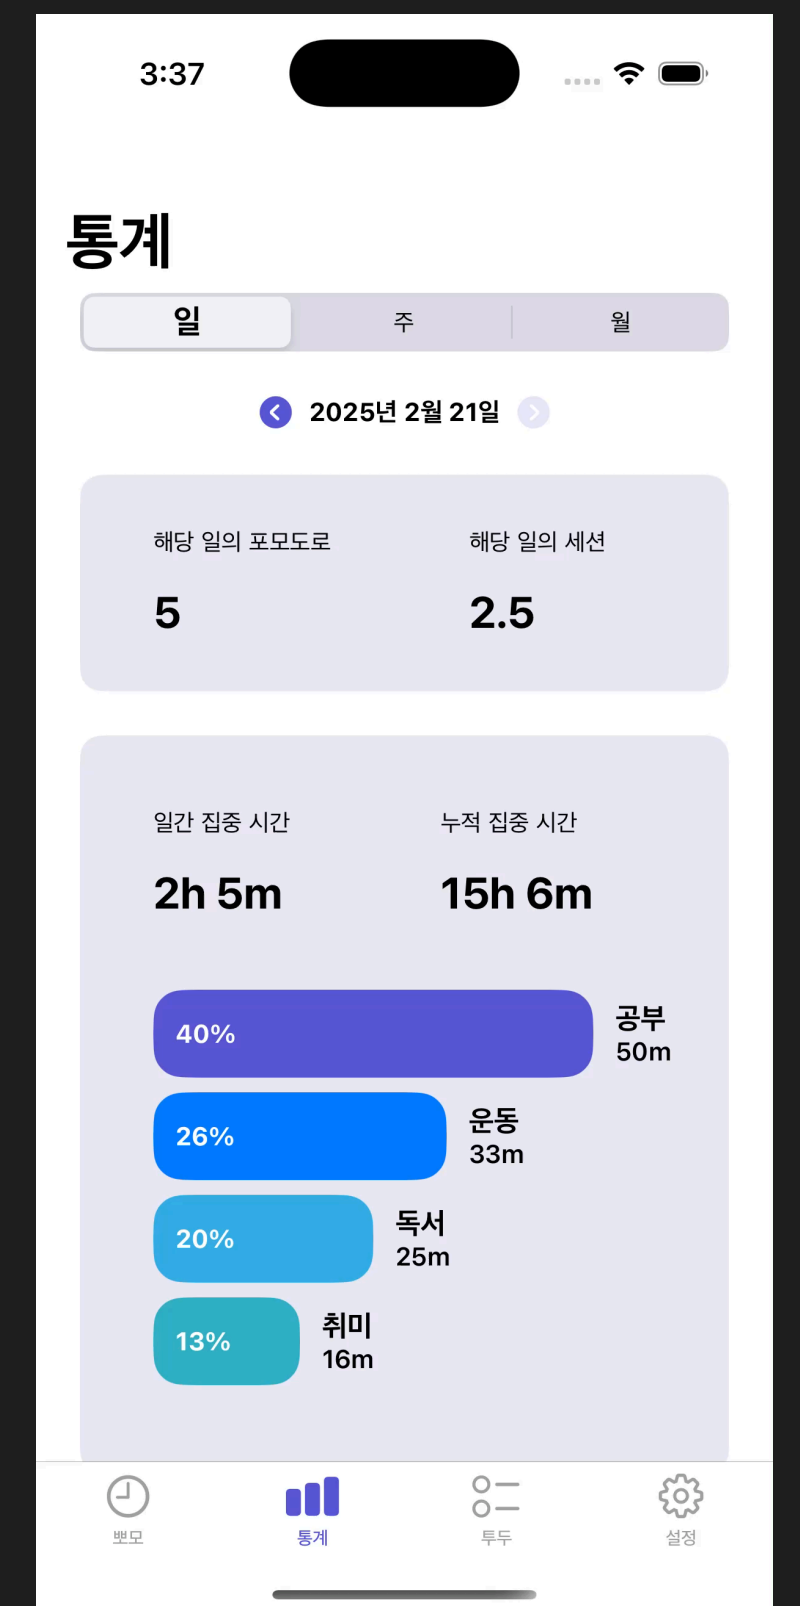 3:37
통계
일 주 월
2025년 2월 21일
해당 일의 포모도로 해당 일의 세션
5 2.5
일간 집중 시간 누적 집중 시간
2h 5m 15h 6m
40% 공부
50m
26% 운동
33m
20% 독서
25m
13% 취미
16m
뽀모 통계 투두 설정